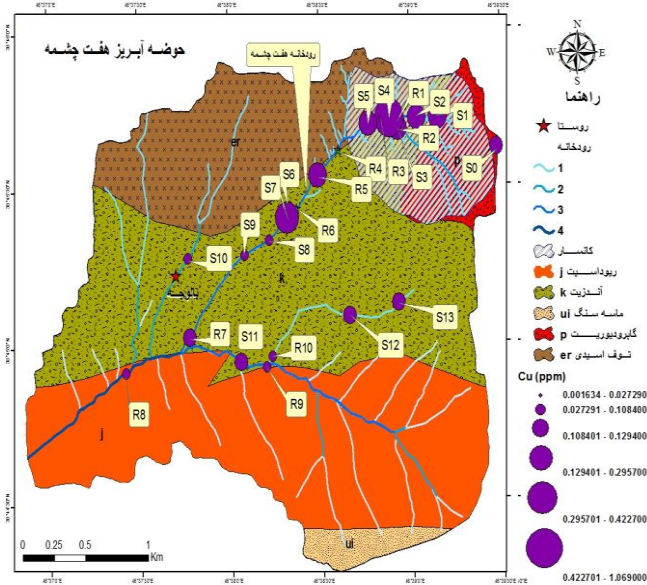 حوضه آبریز هفت چشمه
رودخانه هفت چشمه
N
W
E
S
راهنما
روستا
رودخانه
1
2
3
4
کانسار
ریوداسیت j
آندزیت k
ماسه سنگ ui
گابرودیوریت p
توف اسیدی er
Cu (ppm)
0.001634 - 0.027290
0.027291 - 0.108400
0.108401 - 0.129400
0.129401 - 0.295700
0.295701 - 0.422700
0.422701 - 1.069000
S5
S4
R1
S2
S1
R2
S0
er
p
R4
R3
S3
R5
S6
S7
R6
S9
S8
S10
k
S13
S12
R7
S11
R10
R9
R8
j
ui
0 0.25 0.5 1
Km